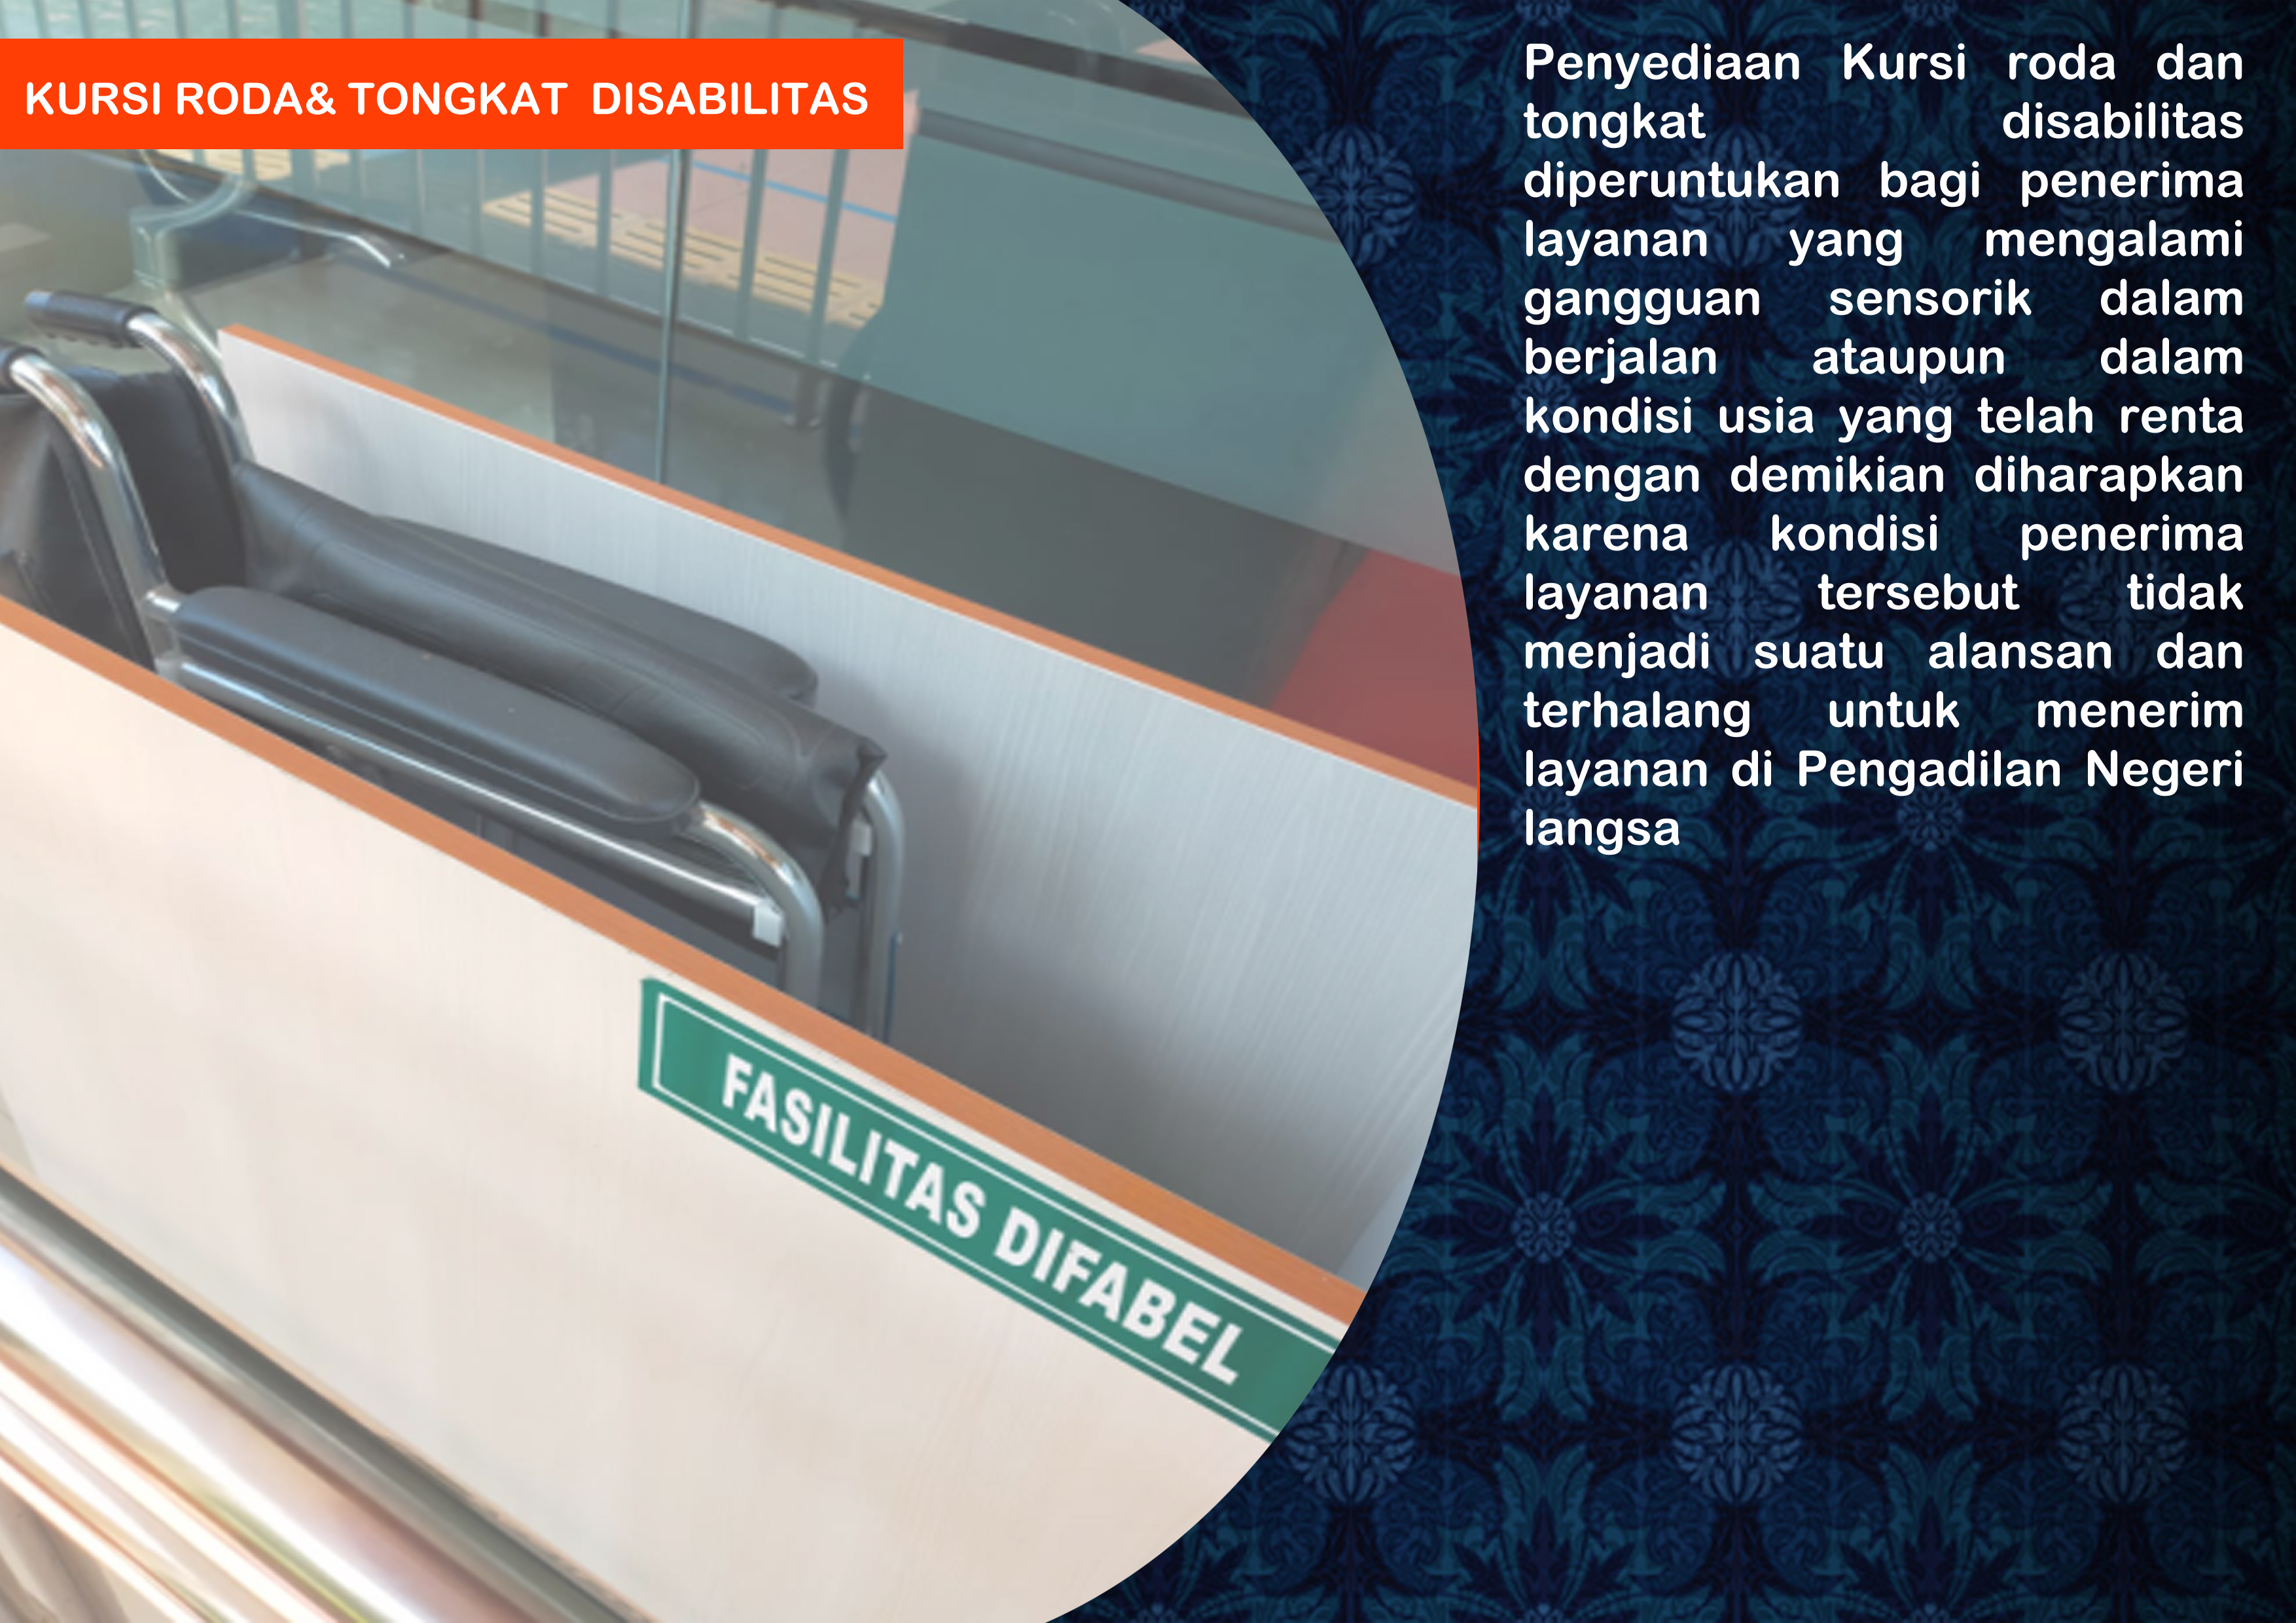 KURSI RODA& TONGKAT DISABILITAS
Penyediaan Kursi roda dan
tongkat disabilitas
diperuntukan bagi penerima
layanan yang mengalami
gangguan sensorik dalam
berjalan ataupun dalam
kondisi usia yang telah renta
dengan demikian diharapkan
karena kondisi penerima
layanan tersebut tidak
menjadi suatu alansan dan
terhalang untuk menerim
layanan di Pengadilan Negeri
langsa
FASILITAS DIFABEL